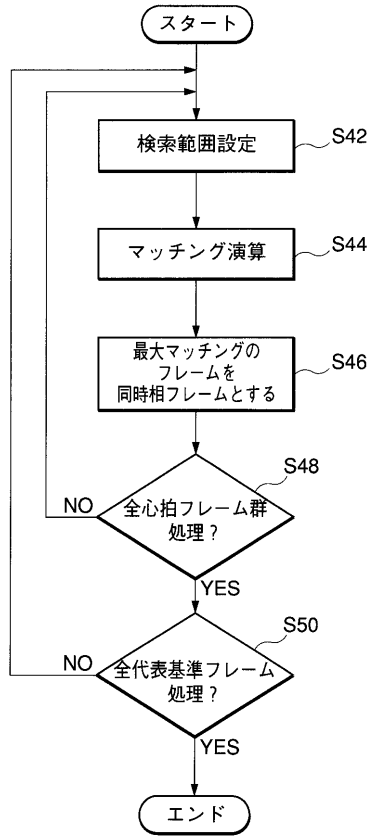 スタート
検索範囲設定
S42
マッチング演算
S44
最大マッチングの
フレームを
同時相フレームとする
S46
S48
NO
全心拍フレーム群
処理?
YES
S50
NO
全代表基準フレーム
処理?
YES
エンド